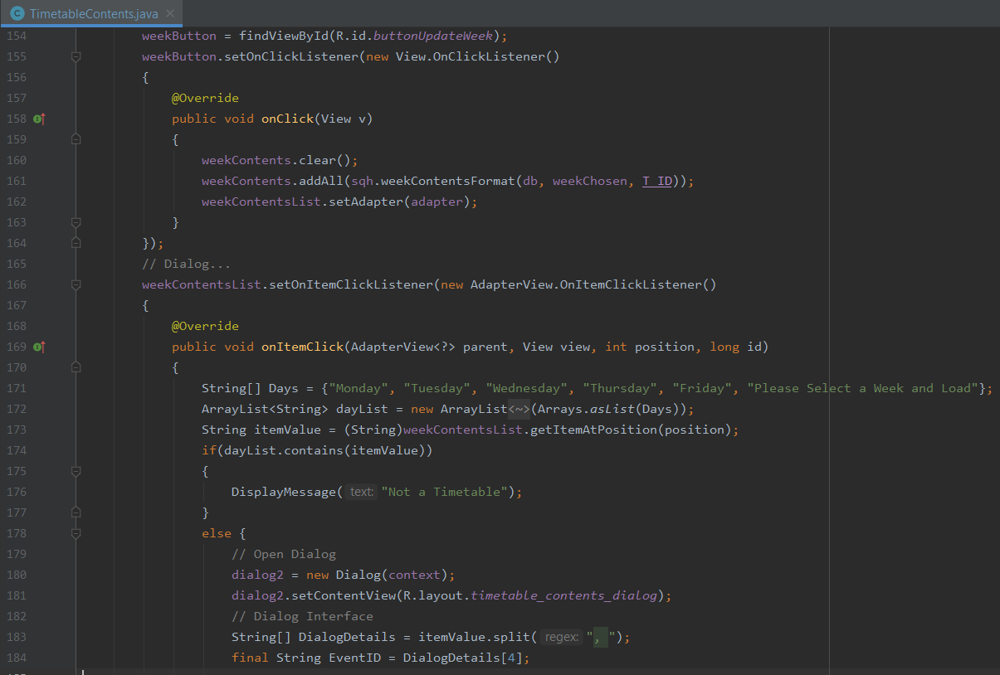 TimetableContents.java
154 weekButton = findViewById(R.id.buttonUpdateWeek);
155 weekButton.setOnClickListener(new View.OnClickListener()
156 {
157 @Override
158 public void onClick(View v)
159 {
160 weekContents.clear();
161 weekContents.addAll(sqh.weekContentsFormat(db, weekChosen, T_ID));
162 weekContentsList.setAdapter(adapter);
163 }
164 });
165 // Dialog...
166 weekContentsList.setOnItemClickListener(new AdapterView.OnItemClickListener()
167 {
168 @Override
169 public void onItemClick(AdapterView<?> parent, View view, int position, long id)
170 {
171 String[] Days = {"Monday", "Tuesday", "Wednesday", "Thursday", "Friday", "Please Select a Week and Load"};
172 ArrayList<String> dayList = new ArrayList<~>(Arrays.asList(Days));
173 String itemValue = (String)weekContentsList.getItemAtPosition(position);
174 if(dayList.contains(itemValue))
175 {
176 DisplayMessage( text: "Not a Timetable");
177 }
178 else {
179 // Open Dialog
180 dialog2 = new Dialog(context);
181 dialog2.setContentView(R.layout.timetable_contents_dialog);
182 // Dialog Interface
183 String[] DialogDetails = itemValue.split( regex: ", ");
184 final String EventID = DialogDetails[4];